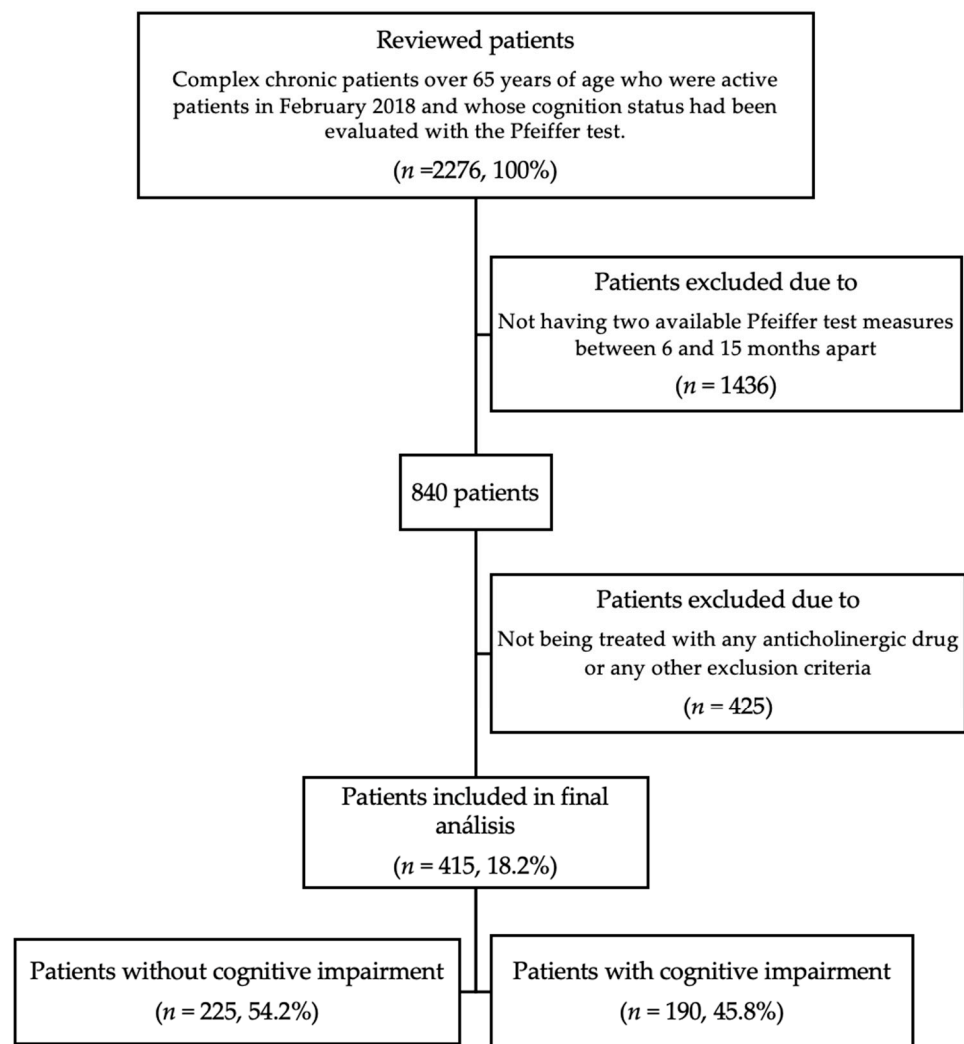 Reviewed patients
Complex chronic patients over 65 years of age who were active
patients in February 2018 and whose cognition status had been
evaluated with the Pfeiffer test.
(n =2276, 100%)
Patients excluded due to
Not having two available Pfeiffer test measures
between 6 and 15 months apart
(n = 1436)
840 patients
Patients excluded due to
Not being treated with any anticholinergic drug
or any other exclusion criteria
(n = 425)
Patients included in final
análisis
(n = 415, 18.2%)
Patients without cognitive impairment
(n = 225, 54.2%)
Patients with cognitive impairment
(n = 190, 45.8%)